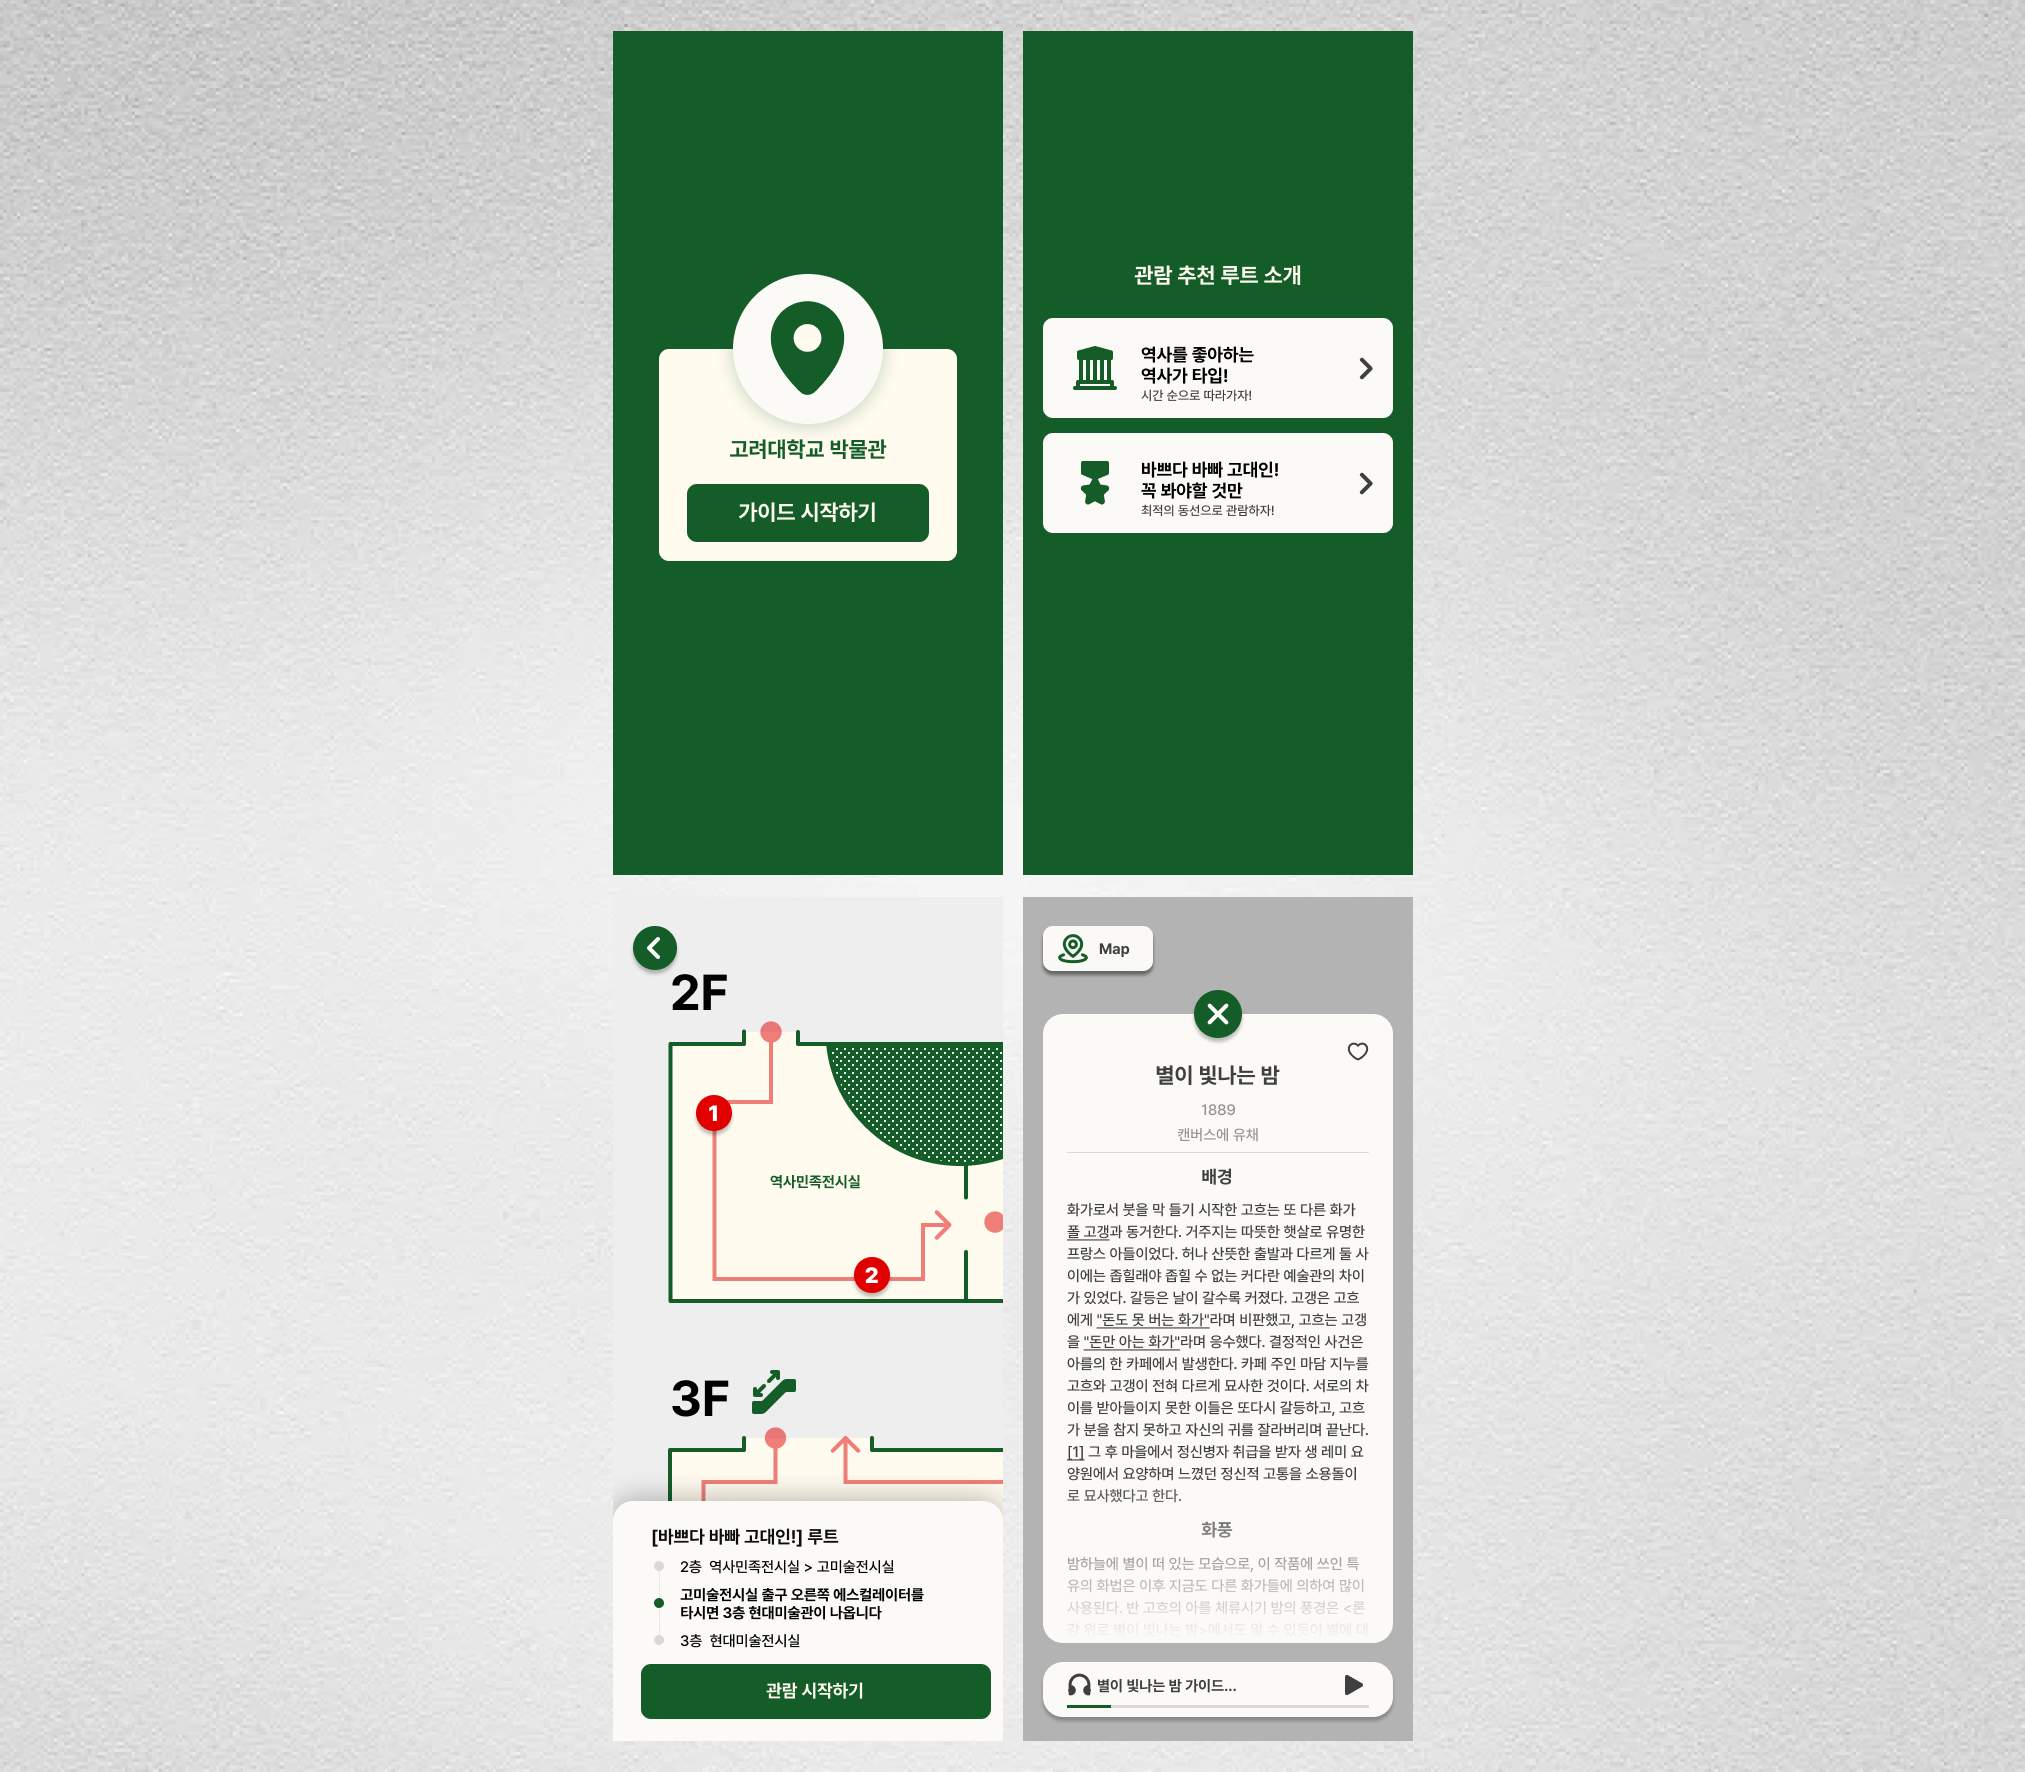 고려대학교 박물관
가이드 시작하기
관람 추천 루트 소개
역사를 좋아하는
역사가 타입!
시간 순으로 따라가자!
바쁘다 바빠 고대인!
꼭 봐야할 것만
최적의 동선으로 관람하자!
2F
1
역사민족전시실
2
3F
[바쁘다 바빠 고대인!] 루트
2층 역사민족전시실 > 고미술전시실
고미술전시실 출구 오른쪽 에스컬레이터를
타시면 3층 현대미술관이 나옵니다
3층 현대미술전시실
관람 시작하기
Map
별이 빛나는 밤
1889
캔버스에 유채
배경
화가로서 붓을 막 들기 시작한 고흐는 또 다른 화가
폴 고갱과 동거한다. 거주지는 따뜻한 햇살로 유명한
프랑스 아들이었다. 허나 산뜻한 출발과 다르게 둘 사
이에는 좁힐래야 좁힐 수 없는 커다란 예술관의 차이
가 있었다. 갈등은 날이 갈수록 커졌다. 고갱은 고흐
에게 "돈도 못 버는 화가"라며 비판했고, 고흐는 고갱
을 "돈만 아는 화가"라며 응수했다. 결정적인 사건은
아를의 한 카페에서 발생한다. 카페 주인 마담 지누를
고흐와 고갱이 전혀 다르게 묘사한 것이다. 서로의 차
이를 받아들이지 못한 이들은 또다시 갈등하고, 고흐
가 분을 참지 못하고 자신의 귀를 잘라버리며 끝난다.
[1] 그 후 마을에서 정신병자 취급을 받자 생 레미 요
양원에서 요양하며 느꼈던 정신적 고통을 소용돌이
로 묘사했다고 한다.
화풍
밤하늘에 별이 떠 있는 모습으로, 이 작품에 쓰인 특
유의 화법은 이후 지금도 다른 화가들에 의하여 많이
사용된다. 반 고흐의 아를 체류시기 밤의 풍경은 <론
강 위로 별이 빛나는 밤>에서도 알 수 있듯이 별에 대
별이 빛나는 밤 가이드...